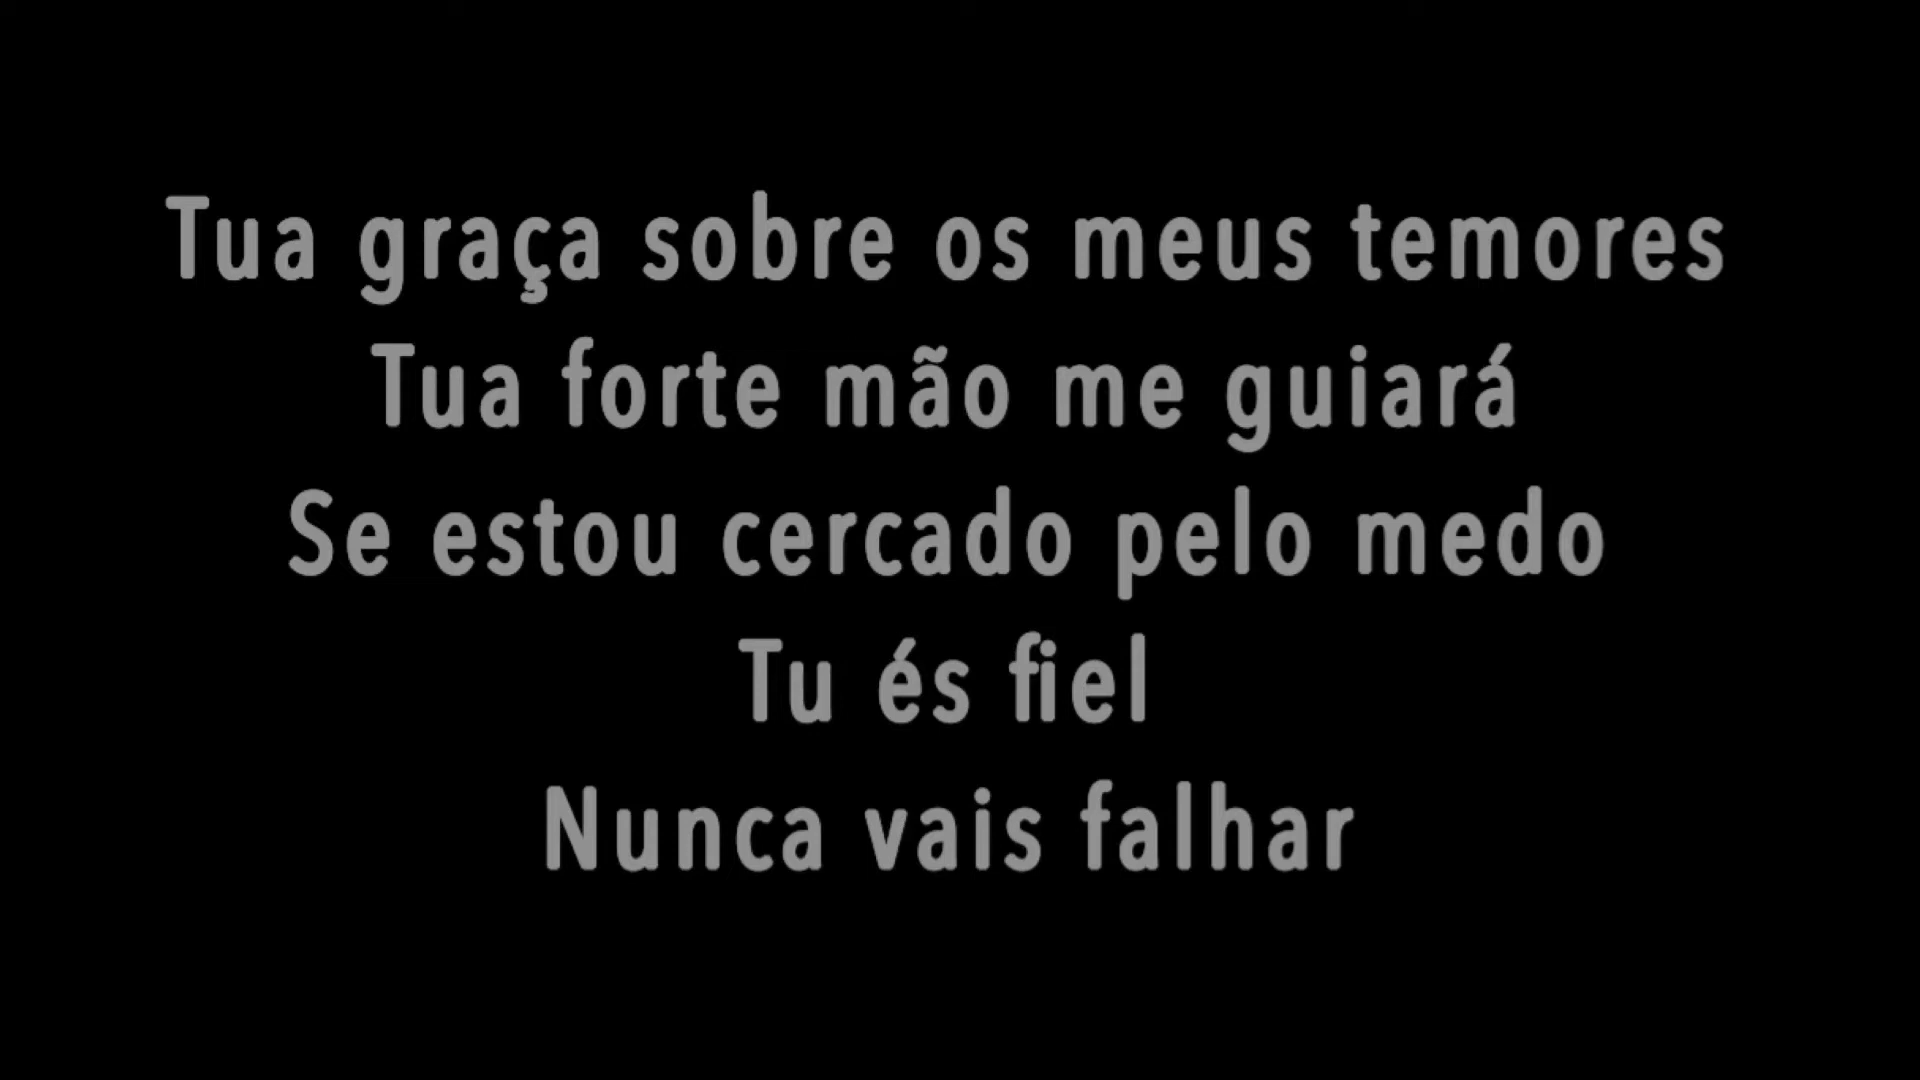 Tua graça sobre os meus temores
Tua forte mão me guiará
Se estou cercado pelo medo
Tu és fiel
Nunca vais falhar